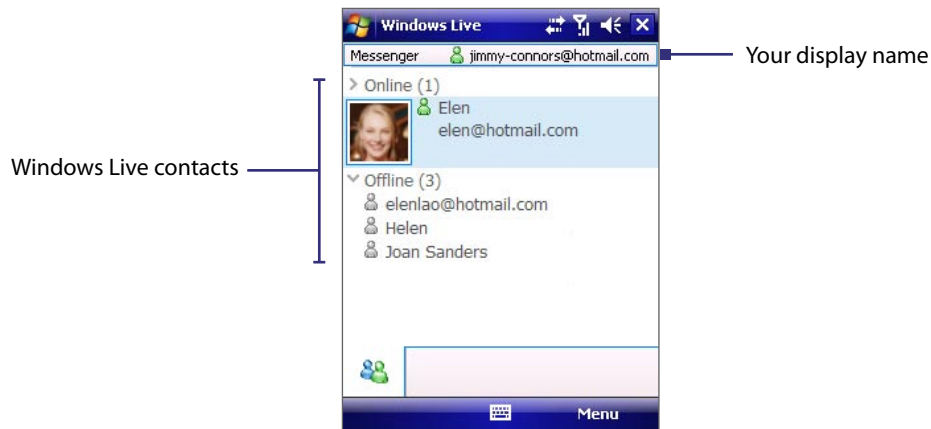 Windows Live
Messenger jimmy-connors@hotmail.com
Your display name
Online (1)
Elen
elen@hotmail.com
Windows Live contacts
Offline (3)
elenlao@hotmail.com
Helen
Joan Sanders
Menu